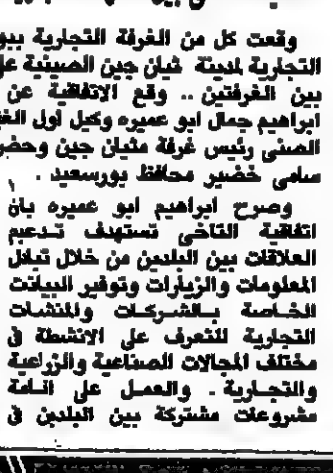 وقعت كل من الغرفة التجارية ببو
التجارية لمدينة شيان جين الصينية عل
بين الغرفتين .. وقع الاتفاقية عن
ابراهيم جمال ابو عميره وكيل اول الغ
الصنى رئيس غرفة مثيان جين وحضر
سامى خضير محافظ بورسعيد .
وصرح ابراهيم ابو عميره بان
اتفاقية التاخى تستهدف تدعيم
العلاقات بين البلدين من خلال تبادل
المعلومات والزيارات وتوفير البيانات
الخاصة بالشركات والمنشات
التجارية للتعرف على الانشطة فى
مختلف المجالات الصناعية والزراعية
والتجارية . والعمل على اقامة
مشروعات مشتركة بين البلدين فى